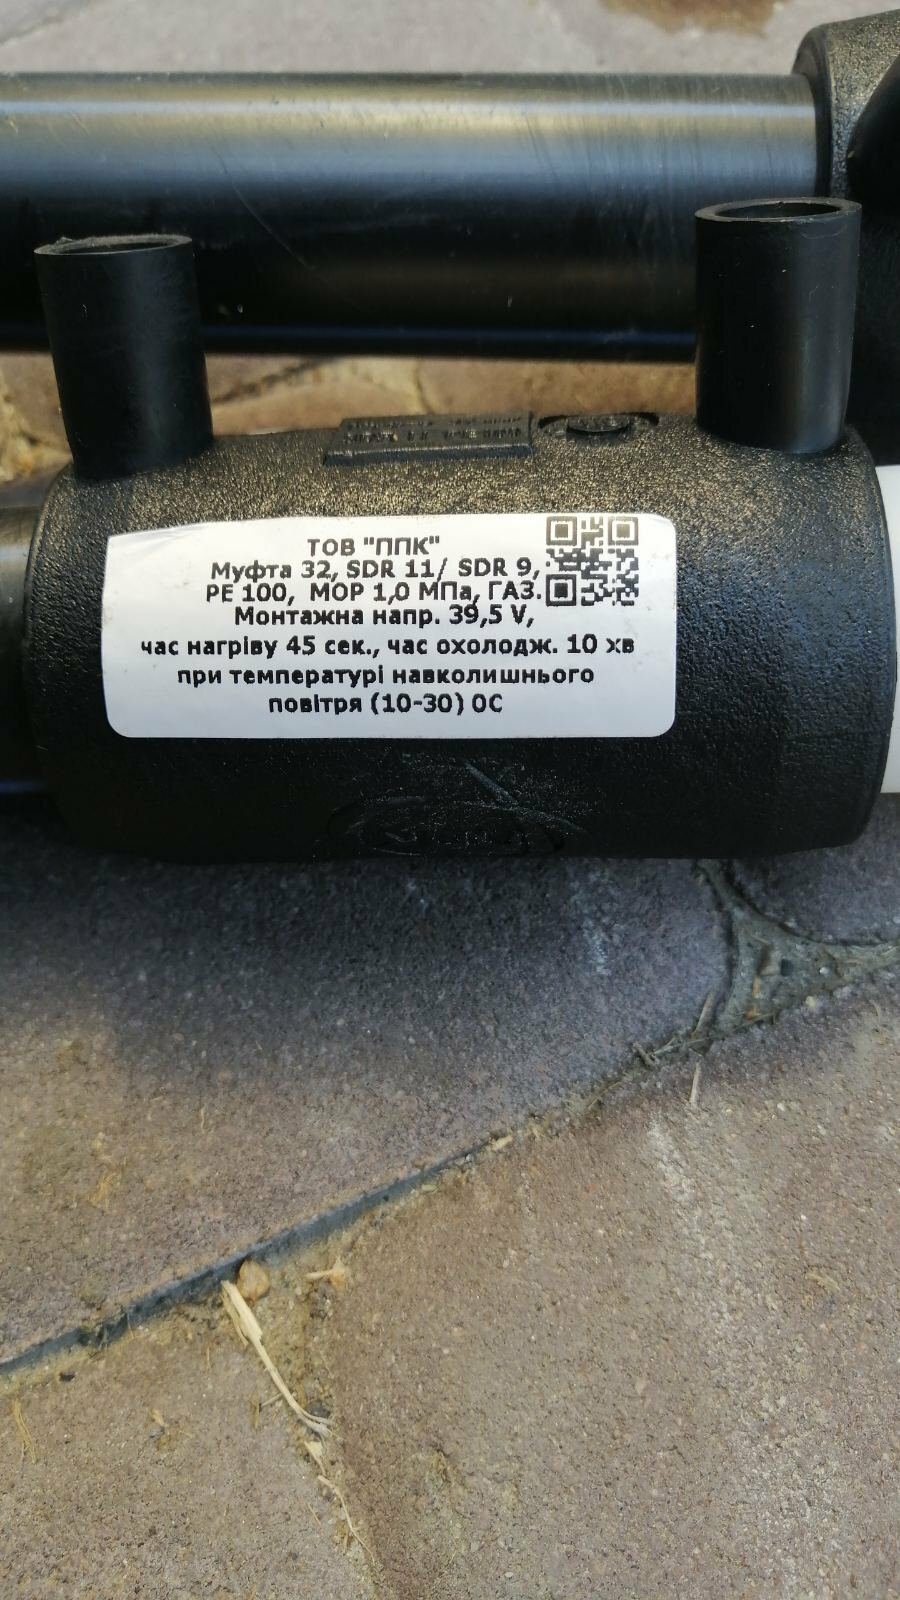 ТОВ "ППК"
Муфта 32, SDR 11/ SDR 9,
PE 100, МОР 1,0 МПа, ГАЗ.
Монтажна напр. 39,5 V,
час нагріву 45 сек., час охолодж. 10 хв
при температурі навколишнього
повітря (10-30) 0С